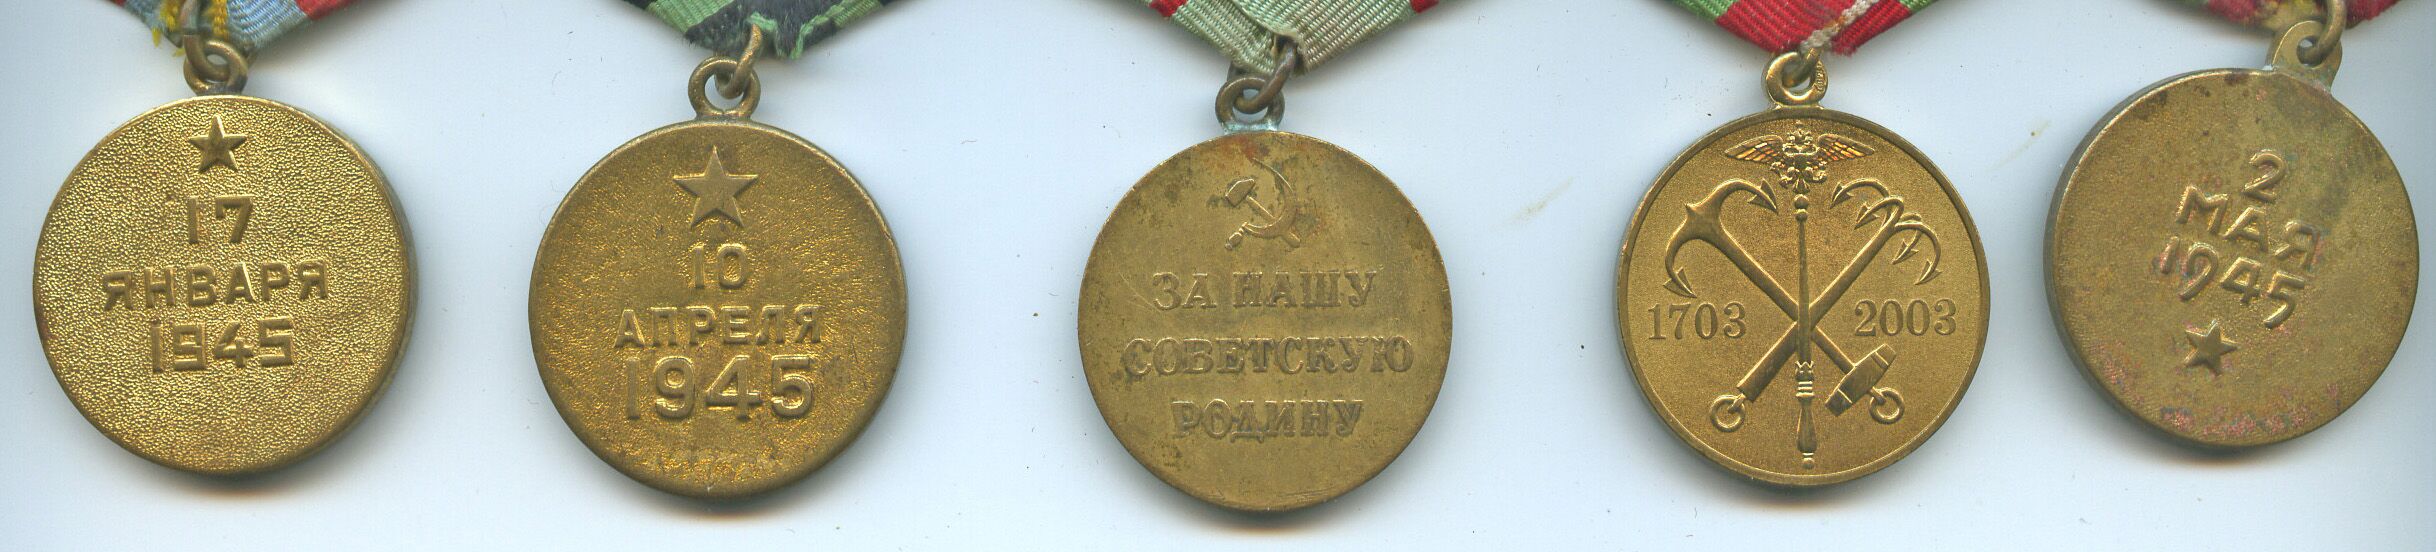 17
ЯНВАРЯ
1945
10
АПРЕЛЯ
1945
ЗА НАШУ
СОВЕТСКУЮ
РОДИНУ
1703 2003
2
МАЯ
1945